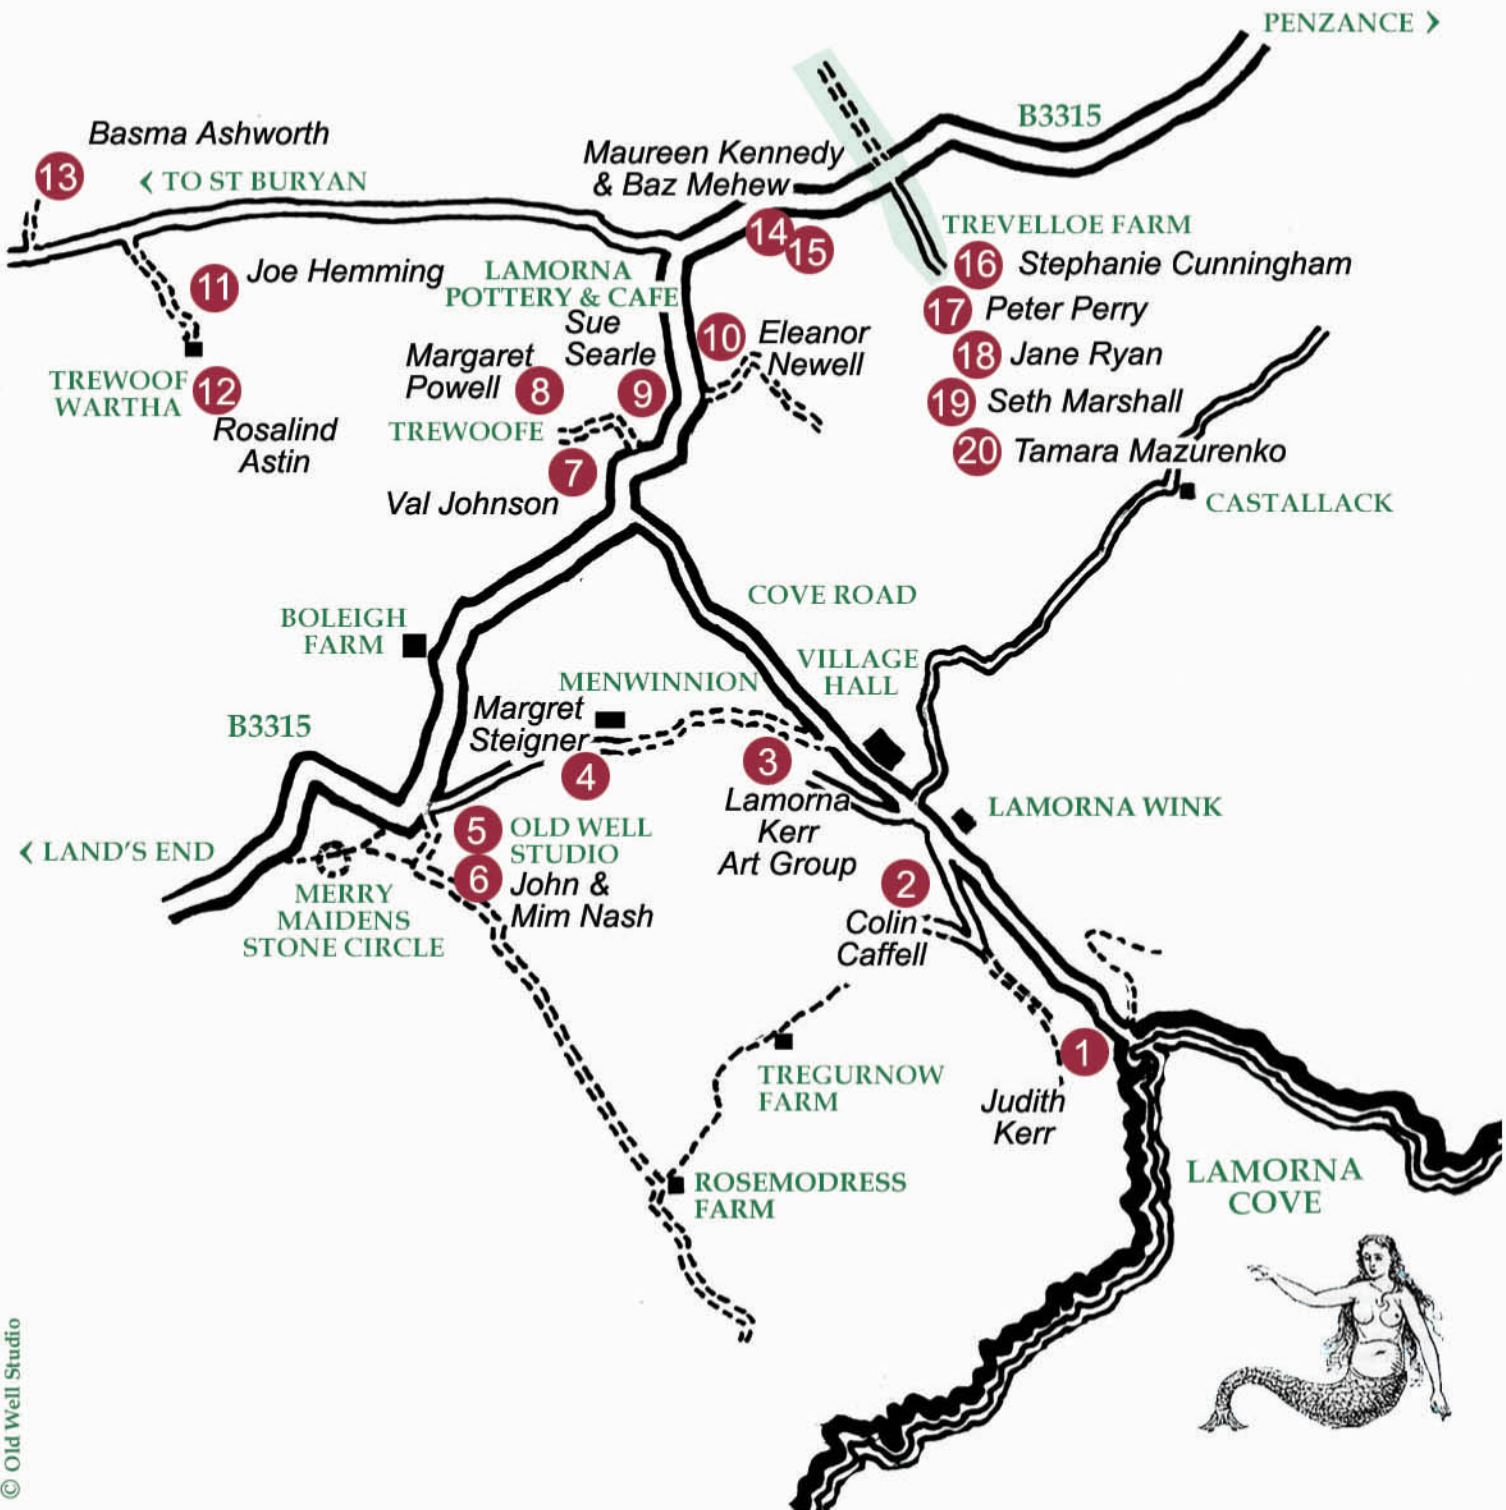 PENZANCE >
B3315
Basma Ashworth
13
< TO ST BURYAN
Maureen Kennedy
& Baz Mehew
14
15
TREVELLOE FARM
16 Stephanie Cunningham
17 Peter Perry
18 Jane Ryan
19 Seth Marshall
20 Tamara Mazurenko
11 Joe Hemming
LAMORNA
POTTERY & CAFE
Sue
Searle
9
10 Eleanor
Newell
Margaret
Powell
8
TREWOOF
WARTHA
12
Rosalind
Astin
TREWOOFE
7
Val Johnson
CASTALLACK
COVE ROAD
BOLEIGH
FARM
VILLAGE
HALL
MENWINNION
B3315
Margret
Steigner
4
3
Lamorna
Kerr
Art Group
LAMORNA WINK
< LAND'S END
5 OLD WELL
STUDIO
6 John &
Mim Nash
MERRY
MAIDENS
STONE CIRCLE
2
Colin
Caffell
1
Judith
Kerr
TREGURNOW
FARM
ROSEMODRESS
FARM
LAMORNA
COVE
© Old Well Studio